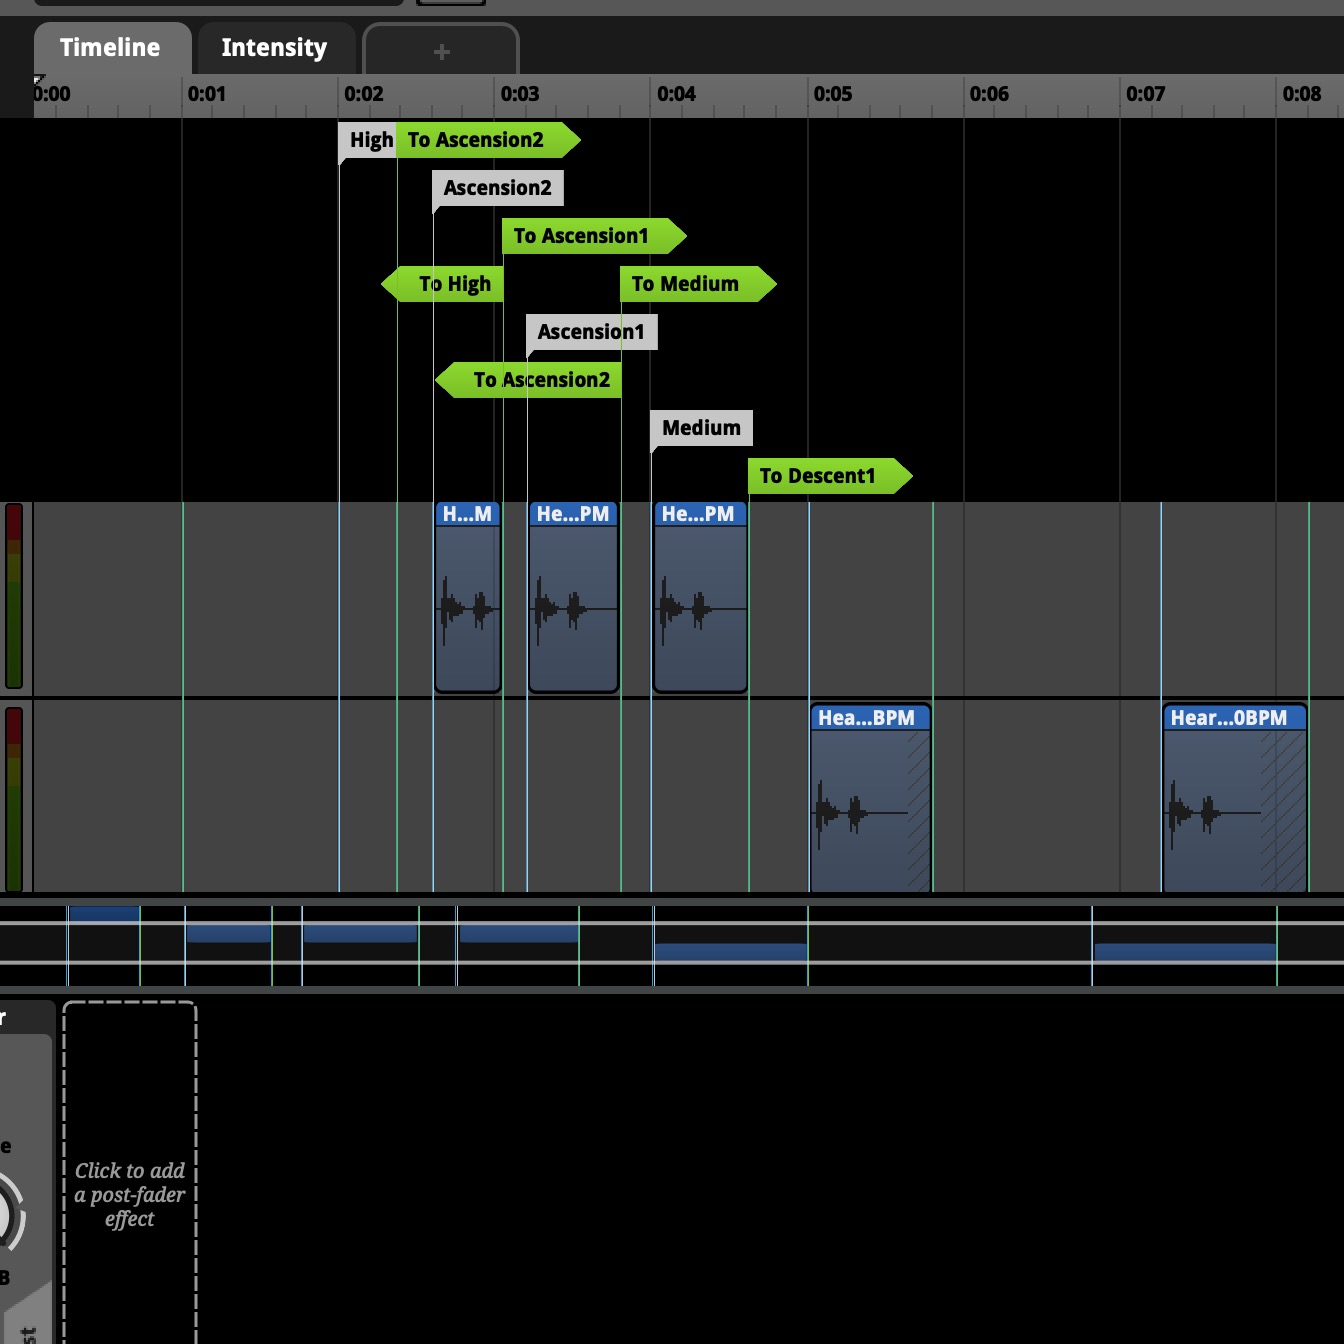 Timeline
Intensity
+
0:00 0:01 0:02 0:03 0:04 0:05 0:06 0:07 0:08
High To Ascension2
Ascension2
To Ascension1
To High To Medium
Ascension1
To Ascension2
Medium
To Descent1
H...M He...PM He...PM
Hea...BPM Hear...0BPM
r
e
B
st
Click to add
a post-fader
effect